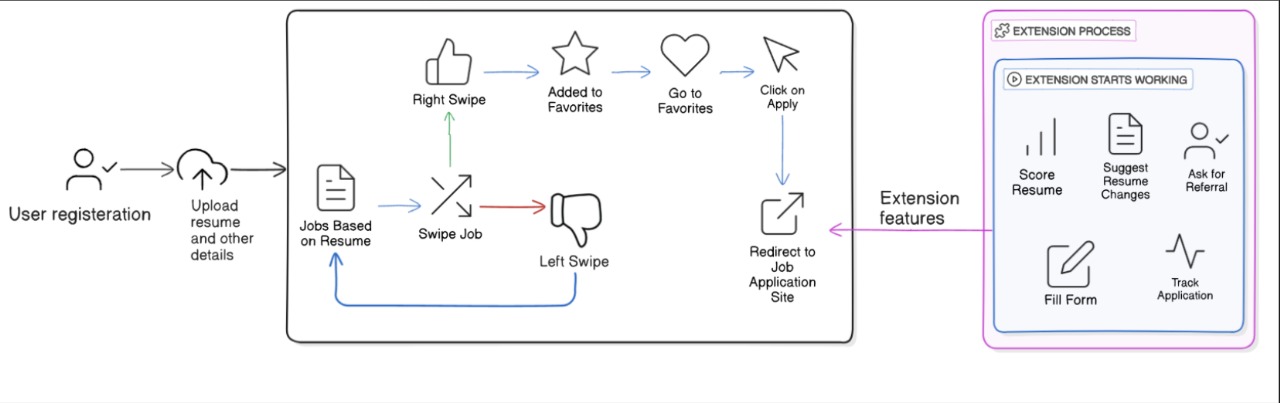 User registeration
Upload
resume
and other
details
Jobs Based
on Resume
Swipe Job
Right Swipe
Left Swipe
Added to
Favorites
Go to
Favorites
Click on
Apply
Redirect to
Job
Application
Site
Extension
features
EXTENSION PROCESS
EXTENSION STARTS WORKING
Score
Resume
Suggest
Resume
Changes
Ask for
Referral
Fill Form
Track
Application